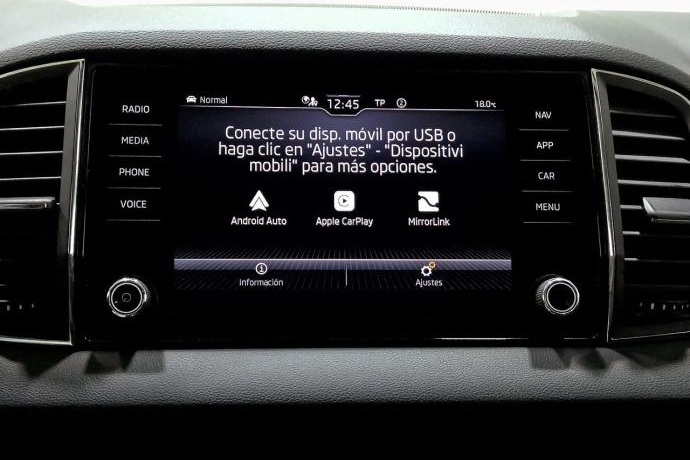 RADIO
MEDIA
PHONE
VOICE
Normal
12:45
TP
18.0°C
Conecte su disp. móvil por USB o
haga clic en "Ajustes" - "Dispositivi
mobili" para más opciones.
Android Auto
Apple CarPlay
MirrorLink
Información
Ajustes
NAV
APP
CAR
MENU